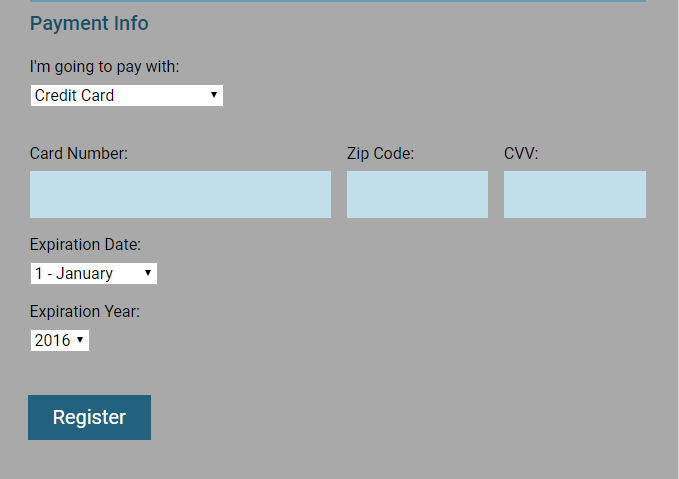 Payment Info
I'm going to pay with:
Credit Card
Card Number: Zip Code: CVV:
Expiration Date:
1 - January
Expiration Year:
2016
Register